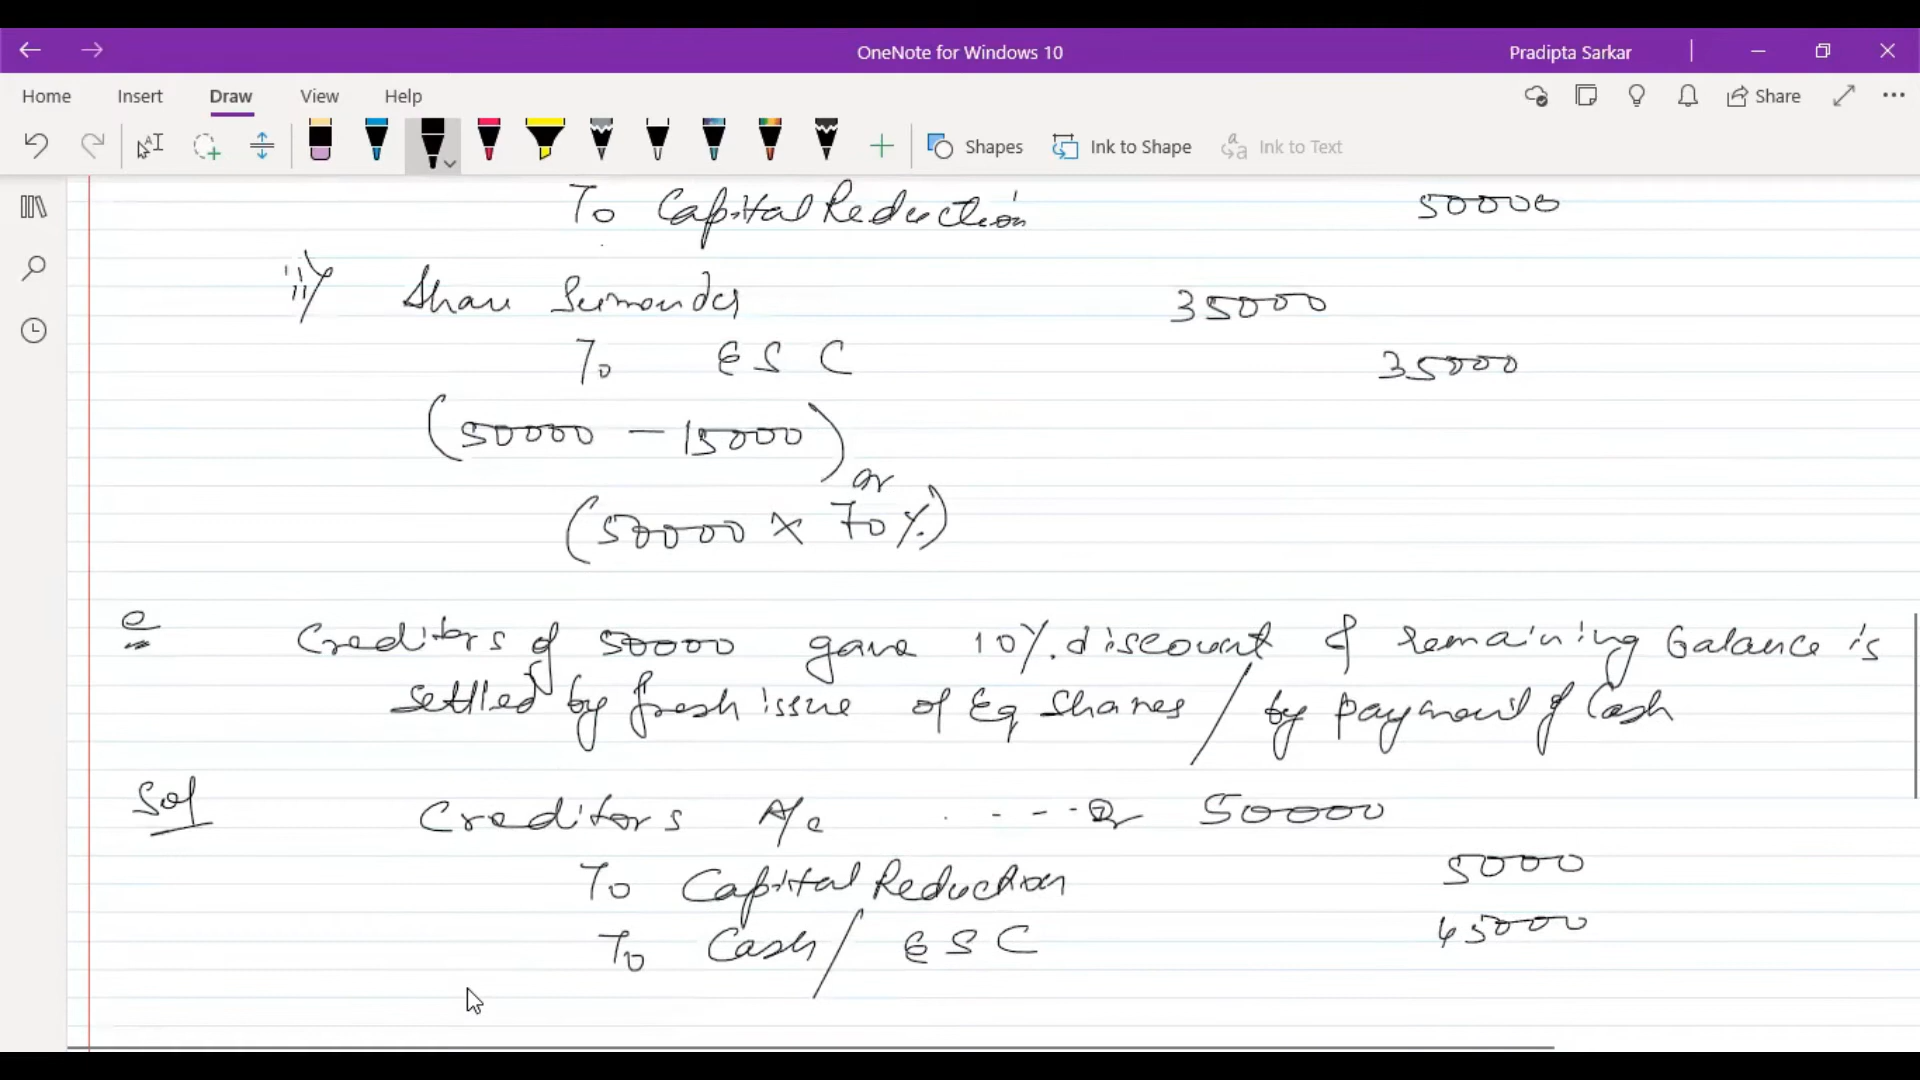 OneNote for Windows 10
Pradipta Sarkar
Home Insert Draw View Help
Share
Shapes Ink to Shape Ink to Text
To Capital Reduction 50000
iii) Share Surrender 35000
To ESC 35000
(50000 - 15000)
or
(50000 x 70%)
e Creditors of 50000 gave 10% discount & remaining balance is
settled by fresh issue of Eq Shares / by payment of Cash
Sol Creditors A/c . - - Dr 50000
To Capital Reduction 5000
To Cash / ESC 45000